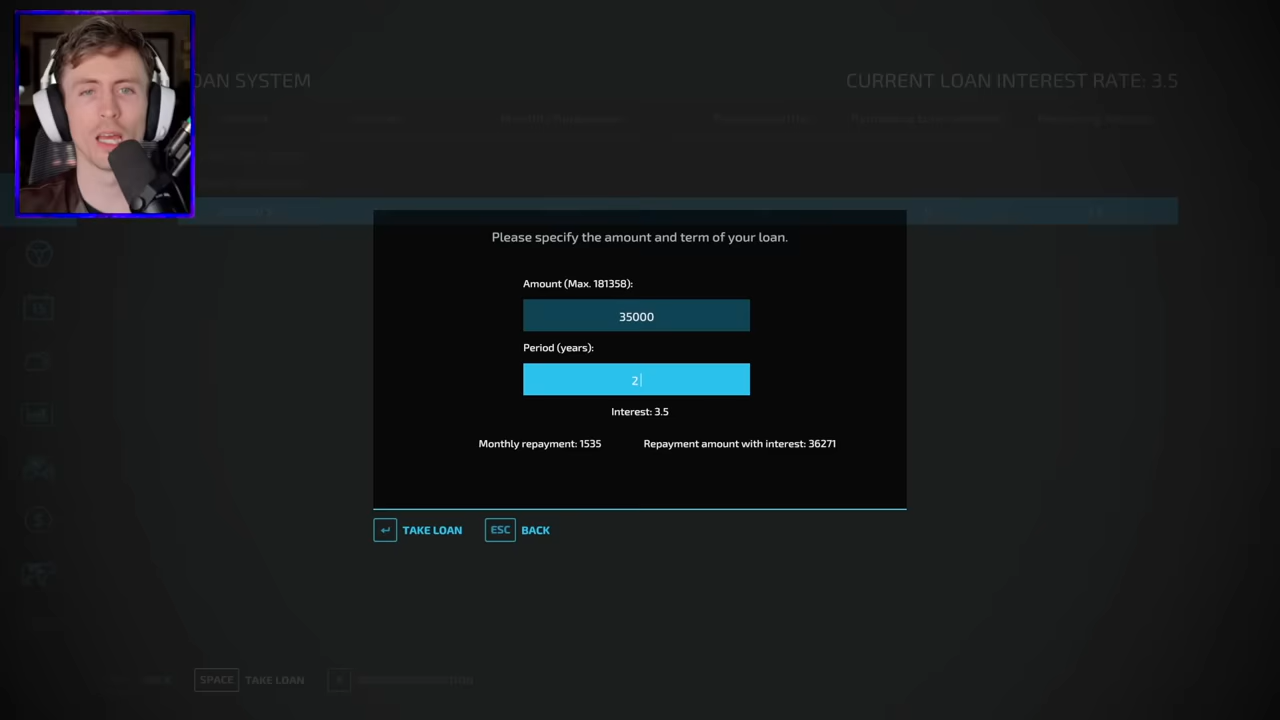 OAN SYSTEM
CURRENT LOAN INTEREST RATE: 3.5
Please specify the amount and term of your loan.
Amount (Max. 181358):
35000
Period (years):
2
Interest: 3.5
Monthly repayment: 1535
Repayment amount with interest: 36271
TAKE LOAN
ESC BACK
SPACE TAKE LOAN